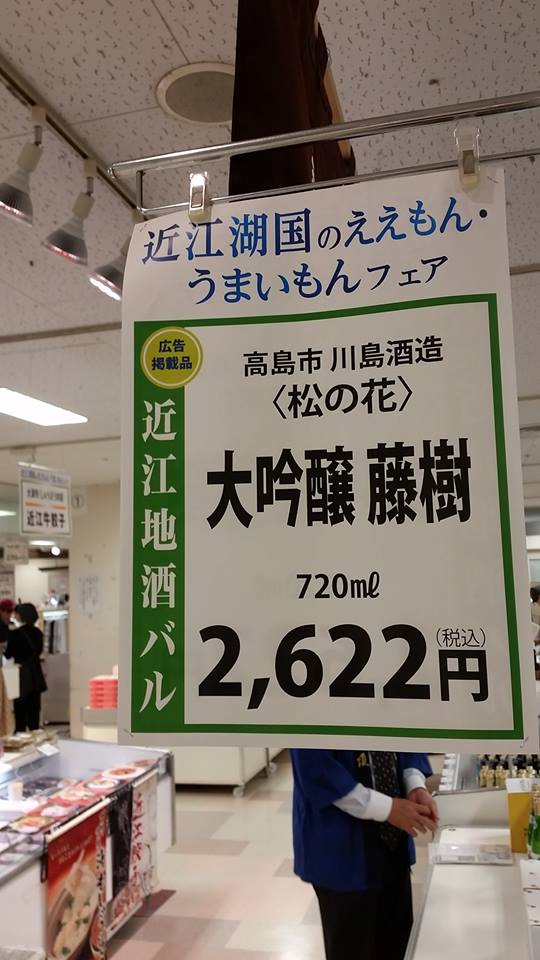 近江湖国のええもん・
うまいもんフェア
広告
掲載品
近江地酒バル
高島市 川島酒造
〈松の花〉
大吟醸 藤樹
720㎖
2,622円
(税込)
近江牛餃子